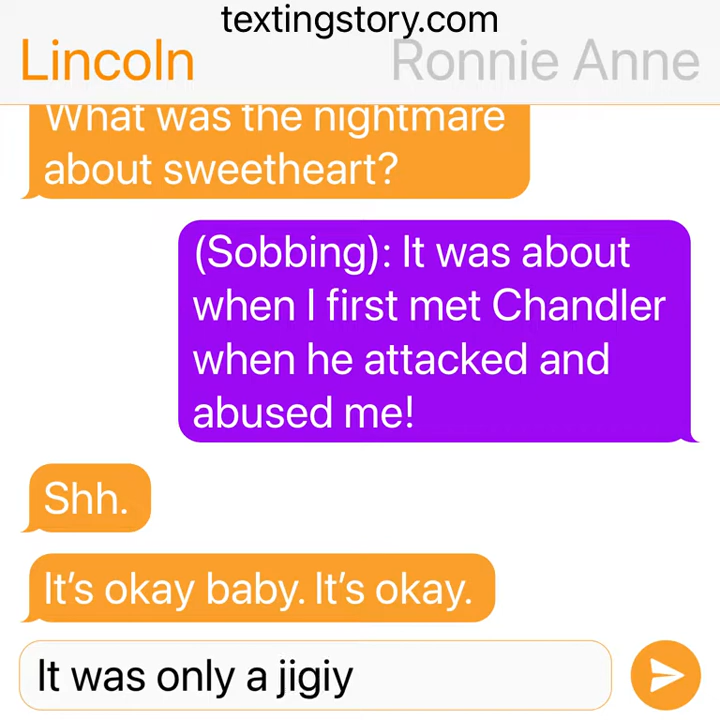 textingstory.com
Lincoln
Ronnie Anne
What was the nightmare
about sweetheart?
(Sobbing): It was about
when I first met Chandler
when he attacked and
abused me!
Shh.
It’s okay baby. It’s okay.
It was only a jigiy